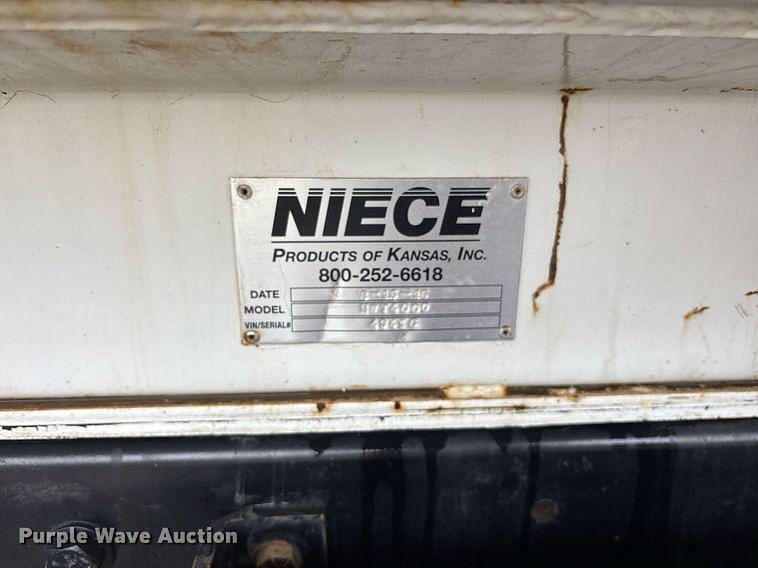 NIECE
PRODUCTS OF KANSAS, INC.
800-252-6618
DATE
MODEL
VIN/SERIAL#
Purple Wave Auction